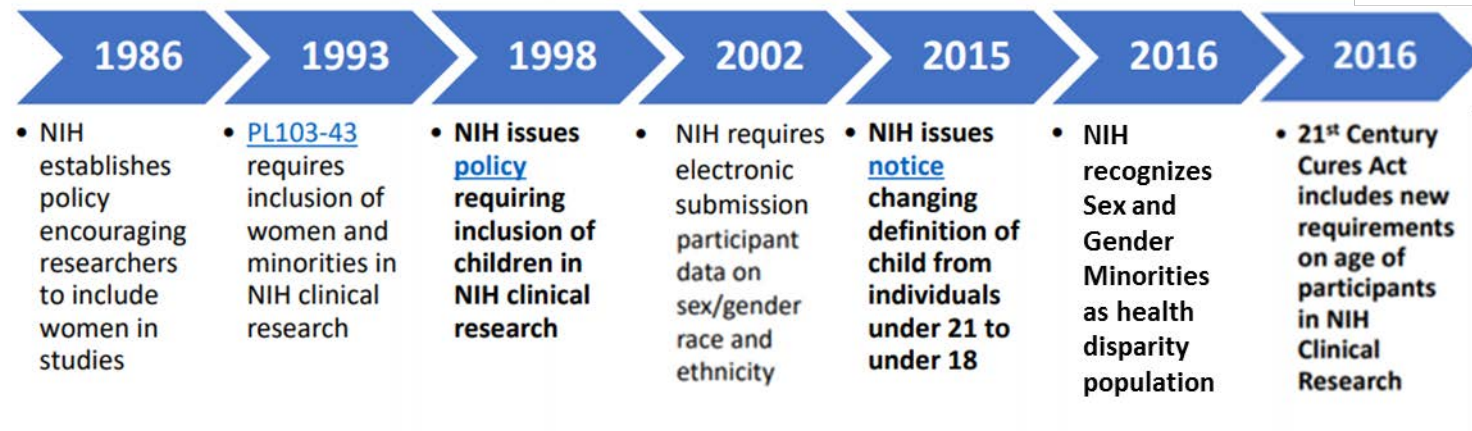 1986
1993
1998
2002
2015
2016
2016
• NIH
establishes
policy
encouraging
researchers
to include
women in
studies
• PL103-43
requires
inclusion of
women and
minorities in
NIH clinical
research
• NIH issues
policy
requiring
inclusion of
children in
NIH clinical
research
• NIH requires
electronic
submission
participant
data on
sex/gender
race and
ethnicity
• NIH issues
notice
changing
definition of
child from
individuals
under 21 to
under 18
• NIH
recognizes
Sex and
Gender
Minorities
as health
disparity
population
• 21st Century
Cures Act
includes new
requirements
on age of
participants
in NIH
Clinical
Research